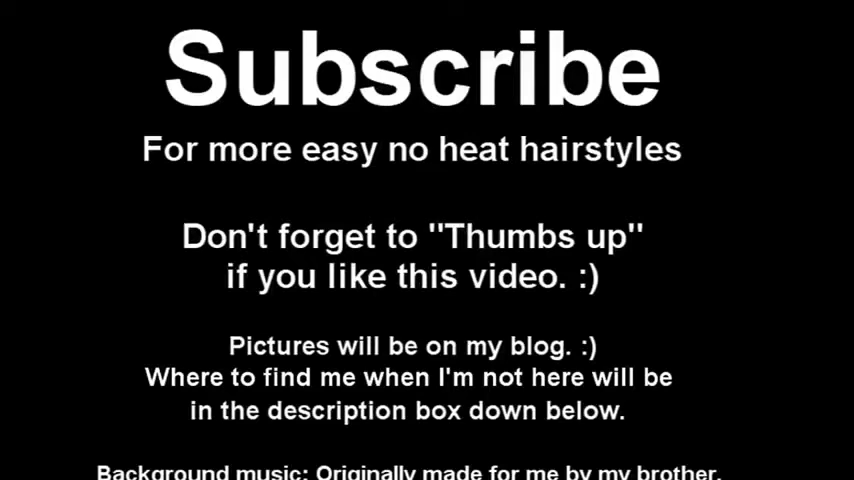 Subscribe
For more easy no heat hairstyles
Don't forget to "Thumbs up"
if you like this video. :)
Pictures will be on my blog. :)
Where to find me when I'm not here will be
in the description box down below.
Background music: Originally made for me by my brother.